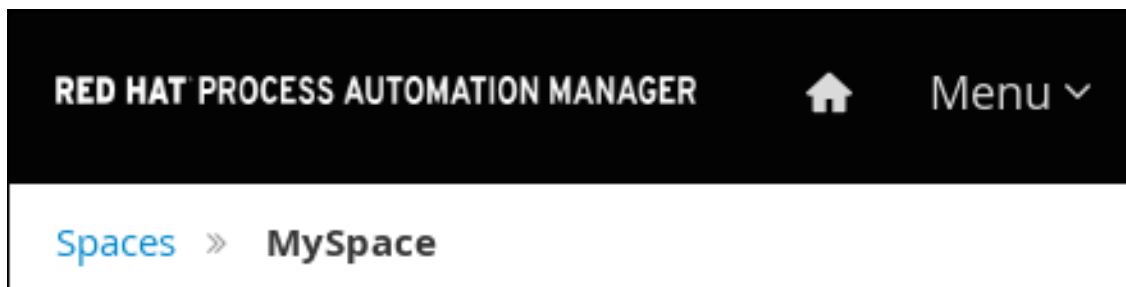 RED HAT PROCESS AUTOMATION MANAGER Menu
Spaces » MySpace